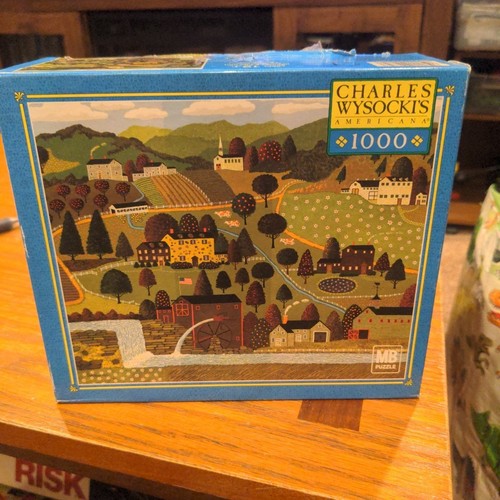 CHARLES
WYSOCKI'S
AMERICANA
1000
MB
PUZZLE
RISK